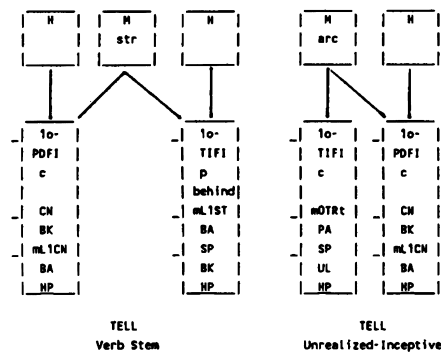 H M H M H
str arc
1o- 1o- 1o- 1o-
PDFI TIFI TIFI PDFI
c p c c
behind
CN mL1ST mOTRt CN
BK BA PA BK
mL1CN SP SP mL1CN
BA BK UL BA
HP HP HP HP
TELL TELL
Verb Stem Unrealized-Inceptive